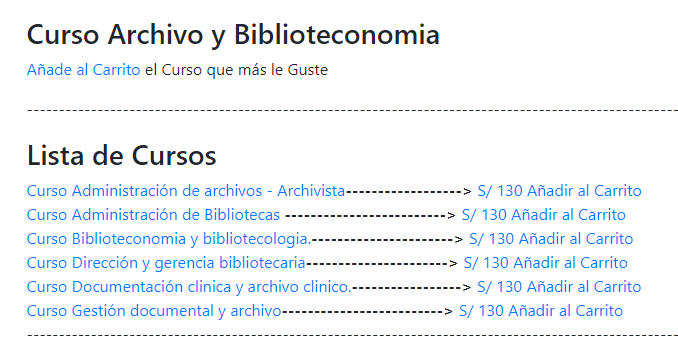 Curso Archivo y Biblioteconomia
Añade al Carrito el Curso que más le Guste
--------------------------------------------------------------------------------------------------
Lista de Cursos
Curso Administración de archivos - Archivista------------------> S/ 130 Añadir al Carrito
Curso Administración de Bibliotecas -------------------------> S/ 130 Añadir al Carrito
Curso Biblioteconomia y bibliotecologia.----------------------> S/ 130 Añadir al Carrito
Curso Dirección y gerencia bibliotecaria----------------------> S/ 130 Añadir al Carrito
Curso Documentación clinica y archivo clinico.-----------------> S/ 130 Añadir al Carrito
Curso Gestión documental y archivo-------------------------> S/ 130 Añadir al Carrito
--------------------------------------------------------------------------------------------------